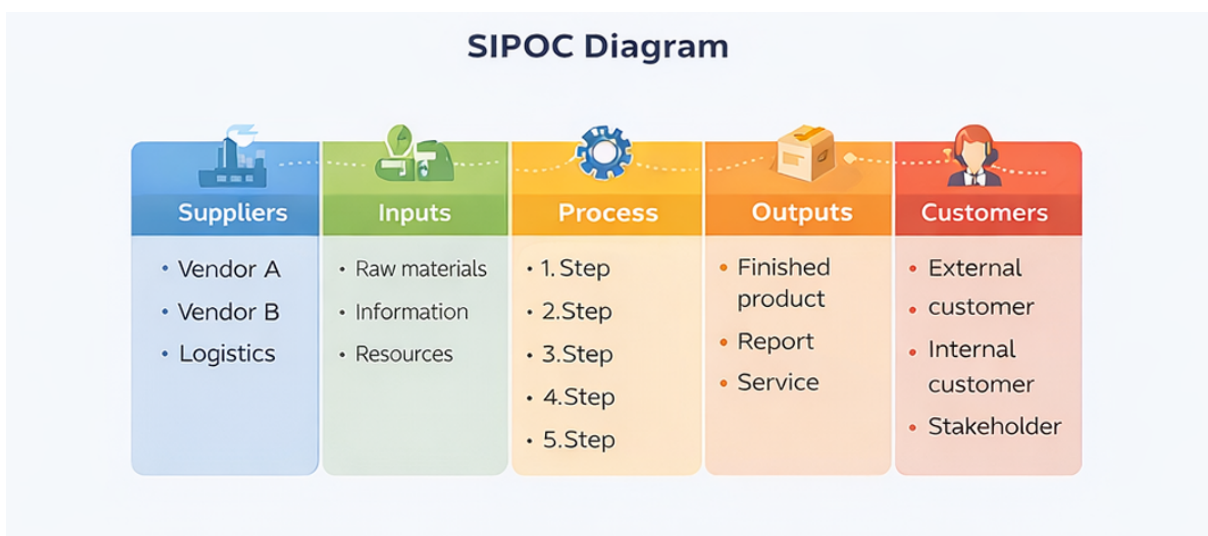 SIPOC Diagram
Suppliers
• Vendor A
• Vendor B
• Logistics
Inputs
• Raw materials
• Information
• Resources
Process
• 1. Step
• 2.Step
• 3.Step
• 4.Step
• 5.Step
Outputs
• Finished
product
• Report
• Service
Customers
• External
• customer
• Internal
customer
• Stakeholder